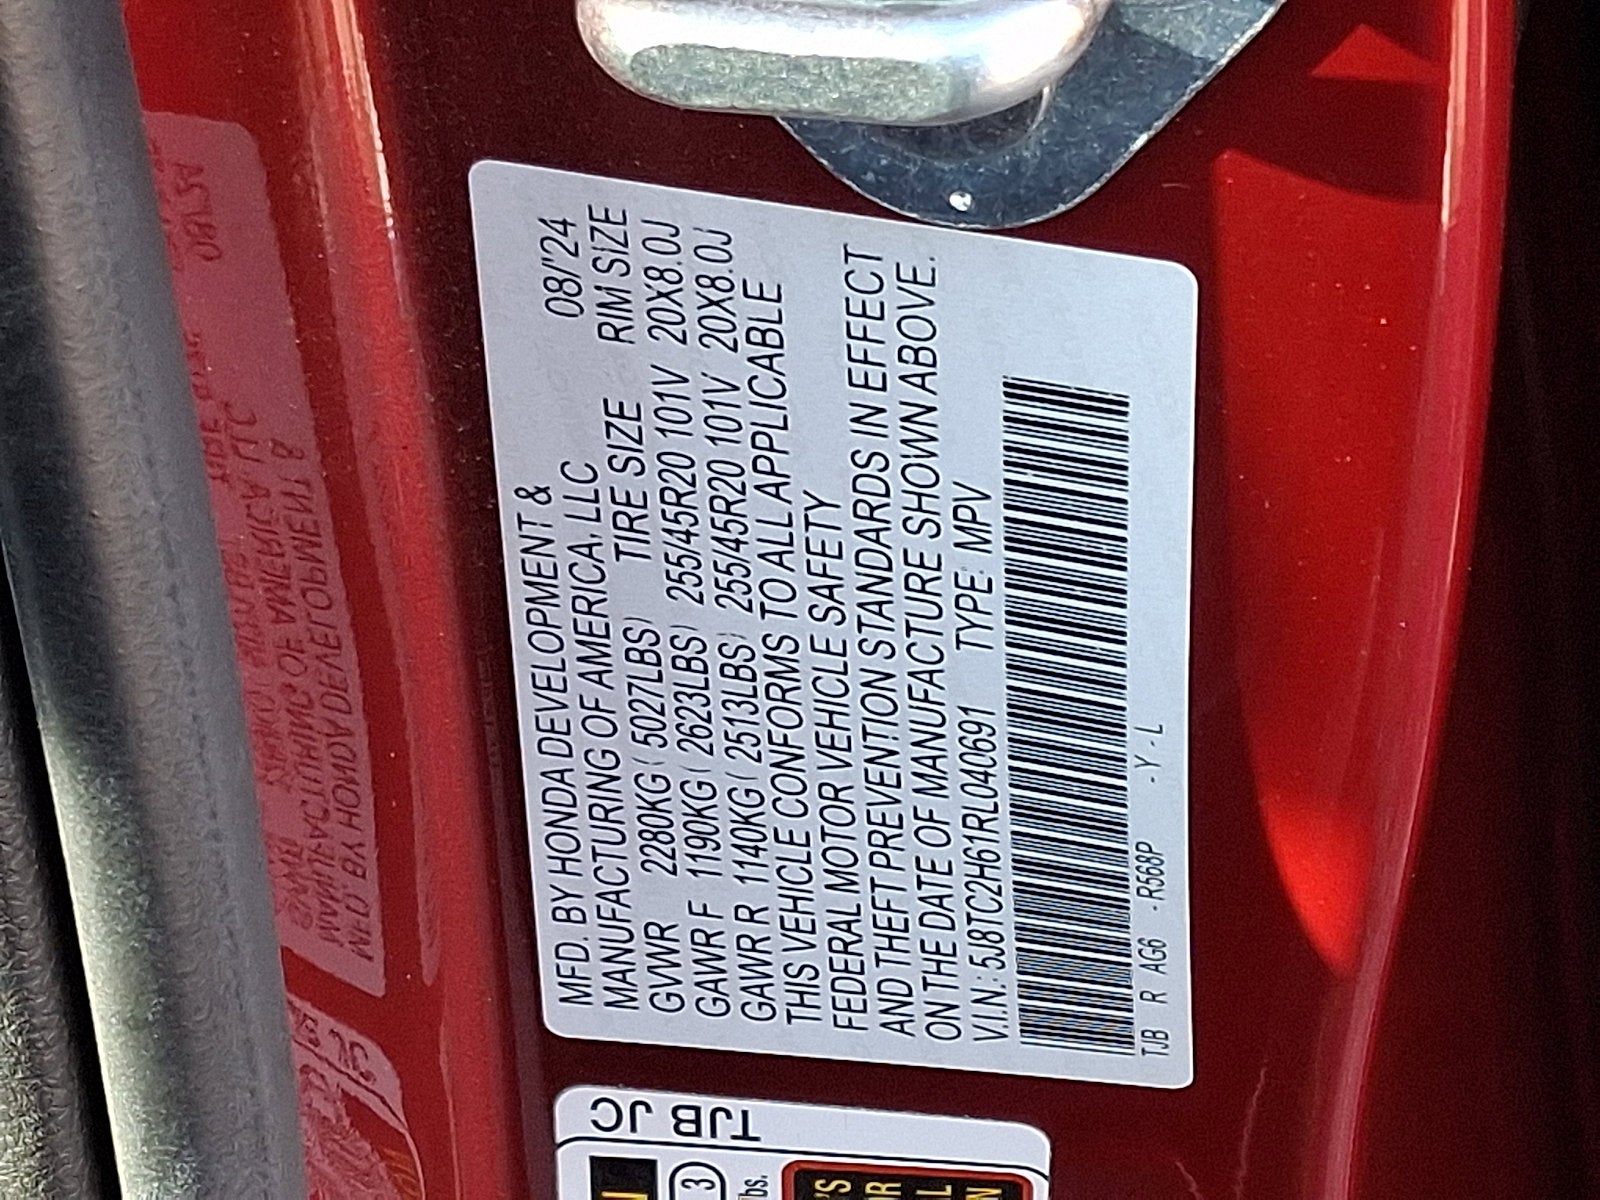 MFD. BY HONDA DEVELOPMENT &
MANUFACTURING OF AMERICA, LLC 08/'24
TIRE SIZE RIM SIZE
GVWR 2280KG ( 5027LBS) 255/45R20 101V 20X8.0J
GAWR F 1190KG ( 2623LBS) 255/45R20 101V 20X8.0J
GAWR R 1140KG ( 2513LBS)
THIS VEHICLE CONFORMS TO ALL APPLICABLE
FEDERAL MOTOR VEHICLE SAFETY
AND THEFT PREVENTION STANDARDS IN EFFECT
ON THE DATE OF MANUFACTURE SHOWN ABOVE.
V.I.N.: 5J8TC2H61RL040691 TYPE: MPV
TJB R AG6 -R568P -Y-L
TJB JC
3
lbs.